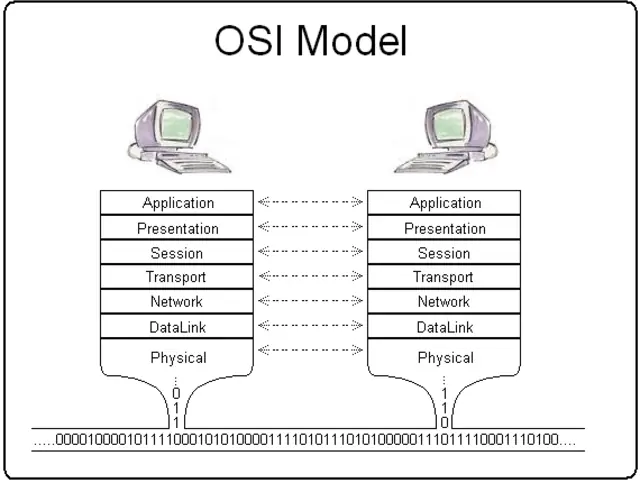 OSI Model
Application Application
Presentation Presentation
Session Session
Transport Transport
Network Network
DataLink DataLink
Physical Physical
0 1
1 1
1 0
.....0000100001011110001010100001111010111010100000111011110001110100....